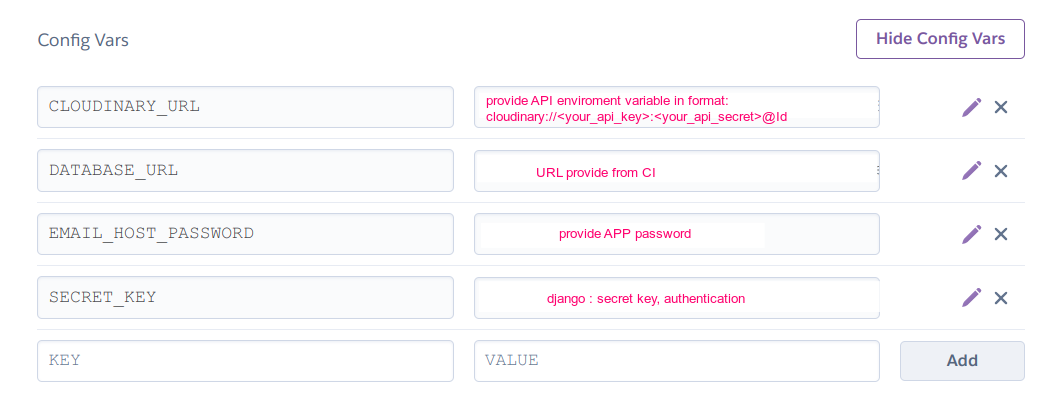 Config Vars
Hide Config Vars
CLOUDINARY_URL
provide API enviroment variable in format:
cloudinary://<your_api_key>:<your_api_secret>@Id
DATABASE_URL
URL provide from CI
EMAIL_HOST_PASSWORD
provide APP password
SECRET_KEY
django : secret key, authentication
KEY
VALUE
Add